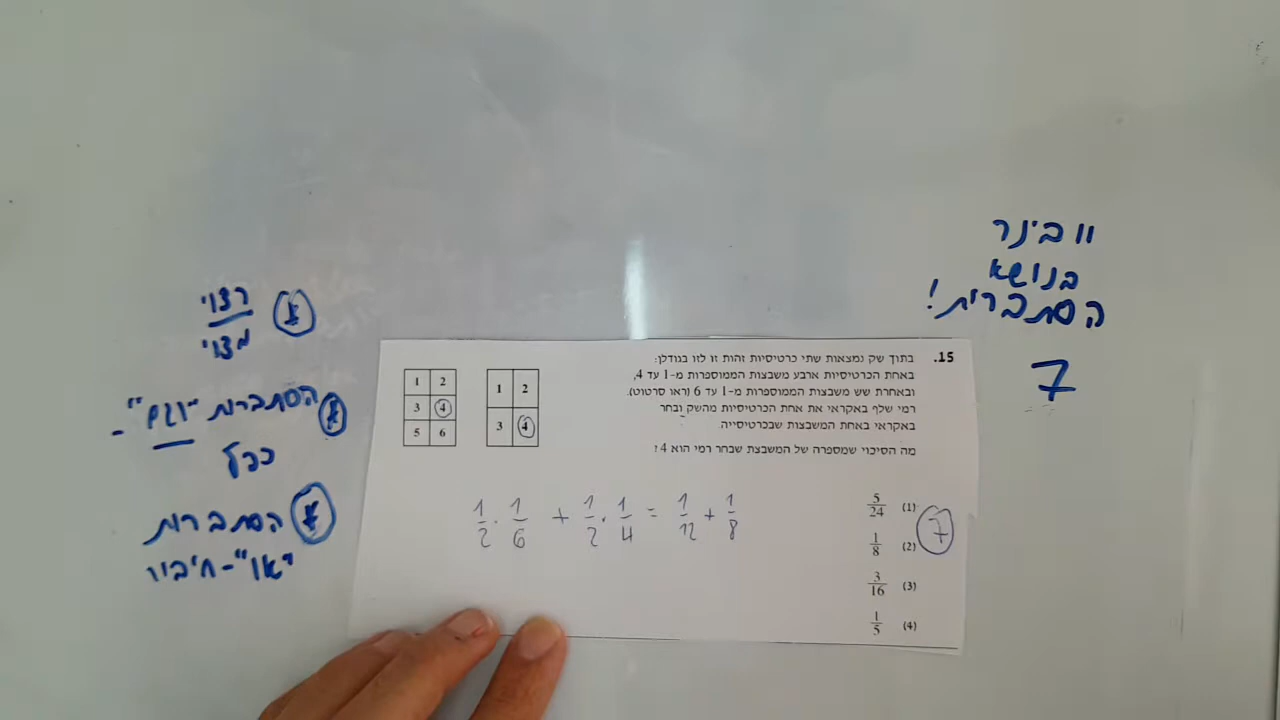 וובינר
בנושא
הסתברות!
7
רצוי
מצוי
הסתברות "וגם" -
כפל
הסתברות
"או" - חיבור
.15
בתוך שק נמצאות שתי כרטיסיות זהות זו לזו בגודלן:
באחת הכרטיסיות ארבע משבצות הממוספרות מ-1 עד 4,
ובאחרת שש משבצות הממוספרות מ-1 עד 6 (ראו סרטוט).
רמי שלף באקראי את אחת הכרטיסיות מהשק ובחר
באקראי באחת המשבצות שבכרטיסייה.
מה הסיכוי שמספרה של המשבצת שבחר רמי הוא 4?
1 2
3 4
1 2
3 4
5 6
1/2 · 1/6 + 1/2 · 1/4 = 1/12 + 1/8
(1) 5/24
(2) 1/8
(3) 3/16
(4) 1/5
7